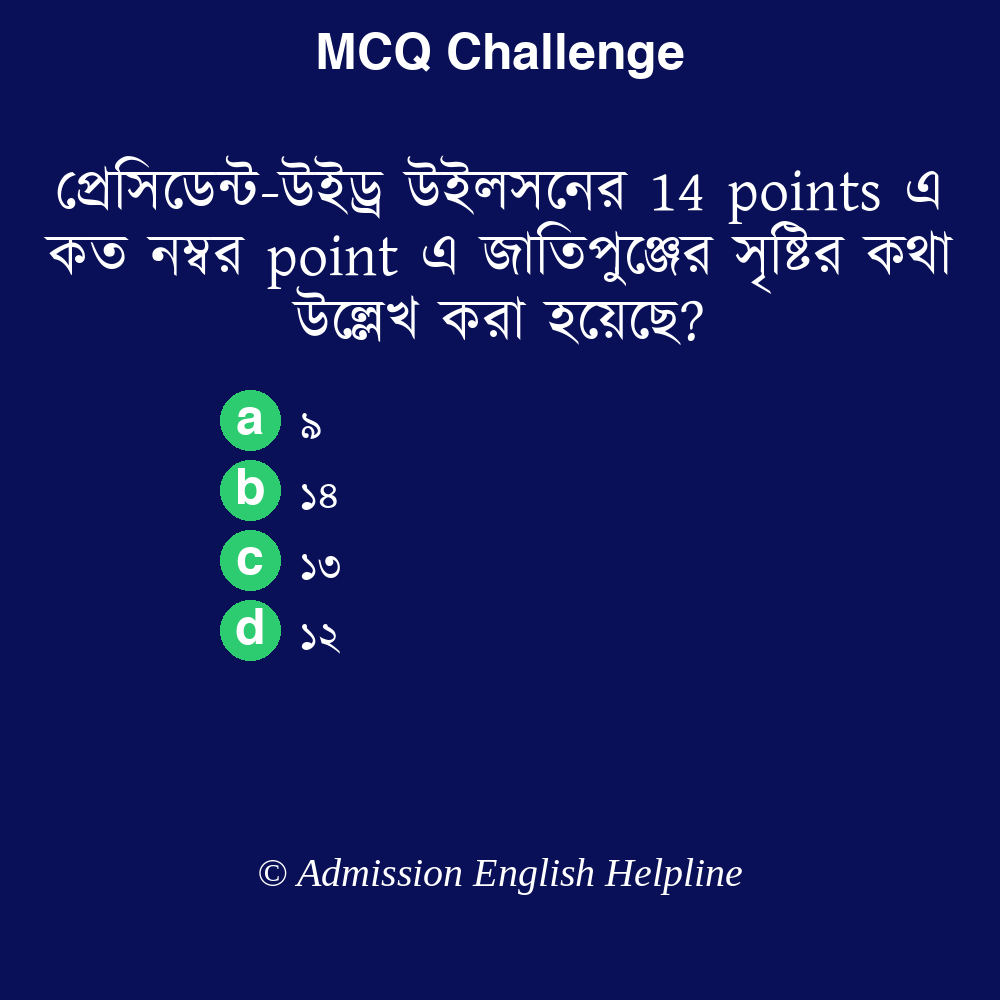 MCQ Challenge
প্রেসিডেন্ট-উইড্র উইলসনের 14 points এ
কত নম্বর point এ জাতিপুঞ্জের সৃষ্টির কথা
উল্লেখ করা হয়েছে?
a ৯
b ১৪
c ১৩
d ১২
© Admission English Helpline